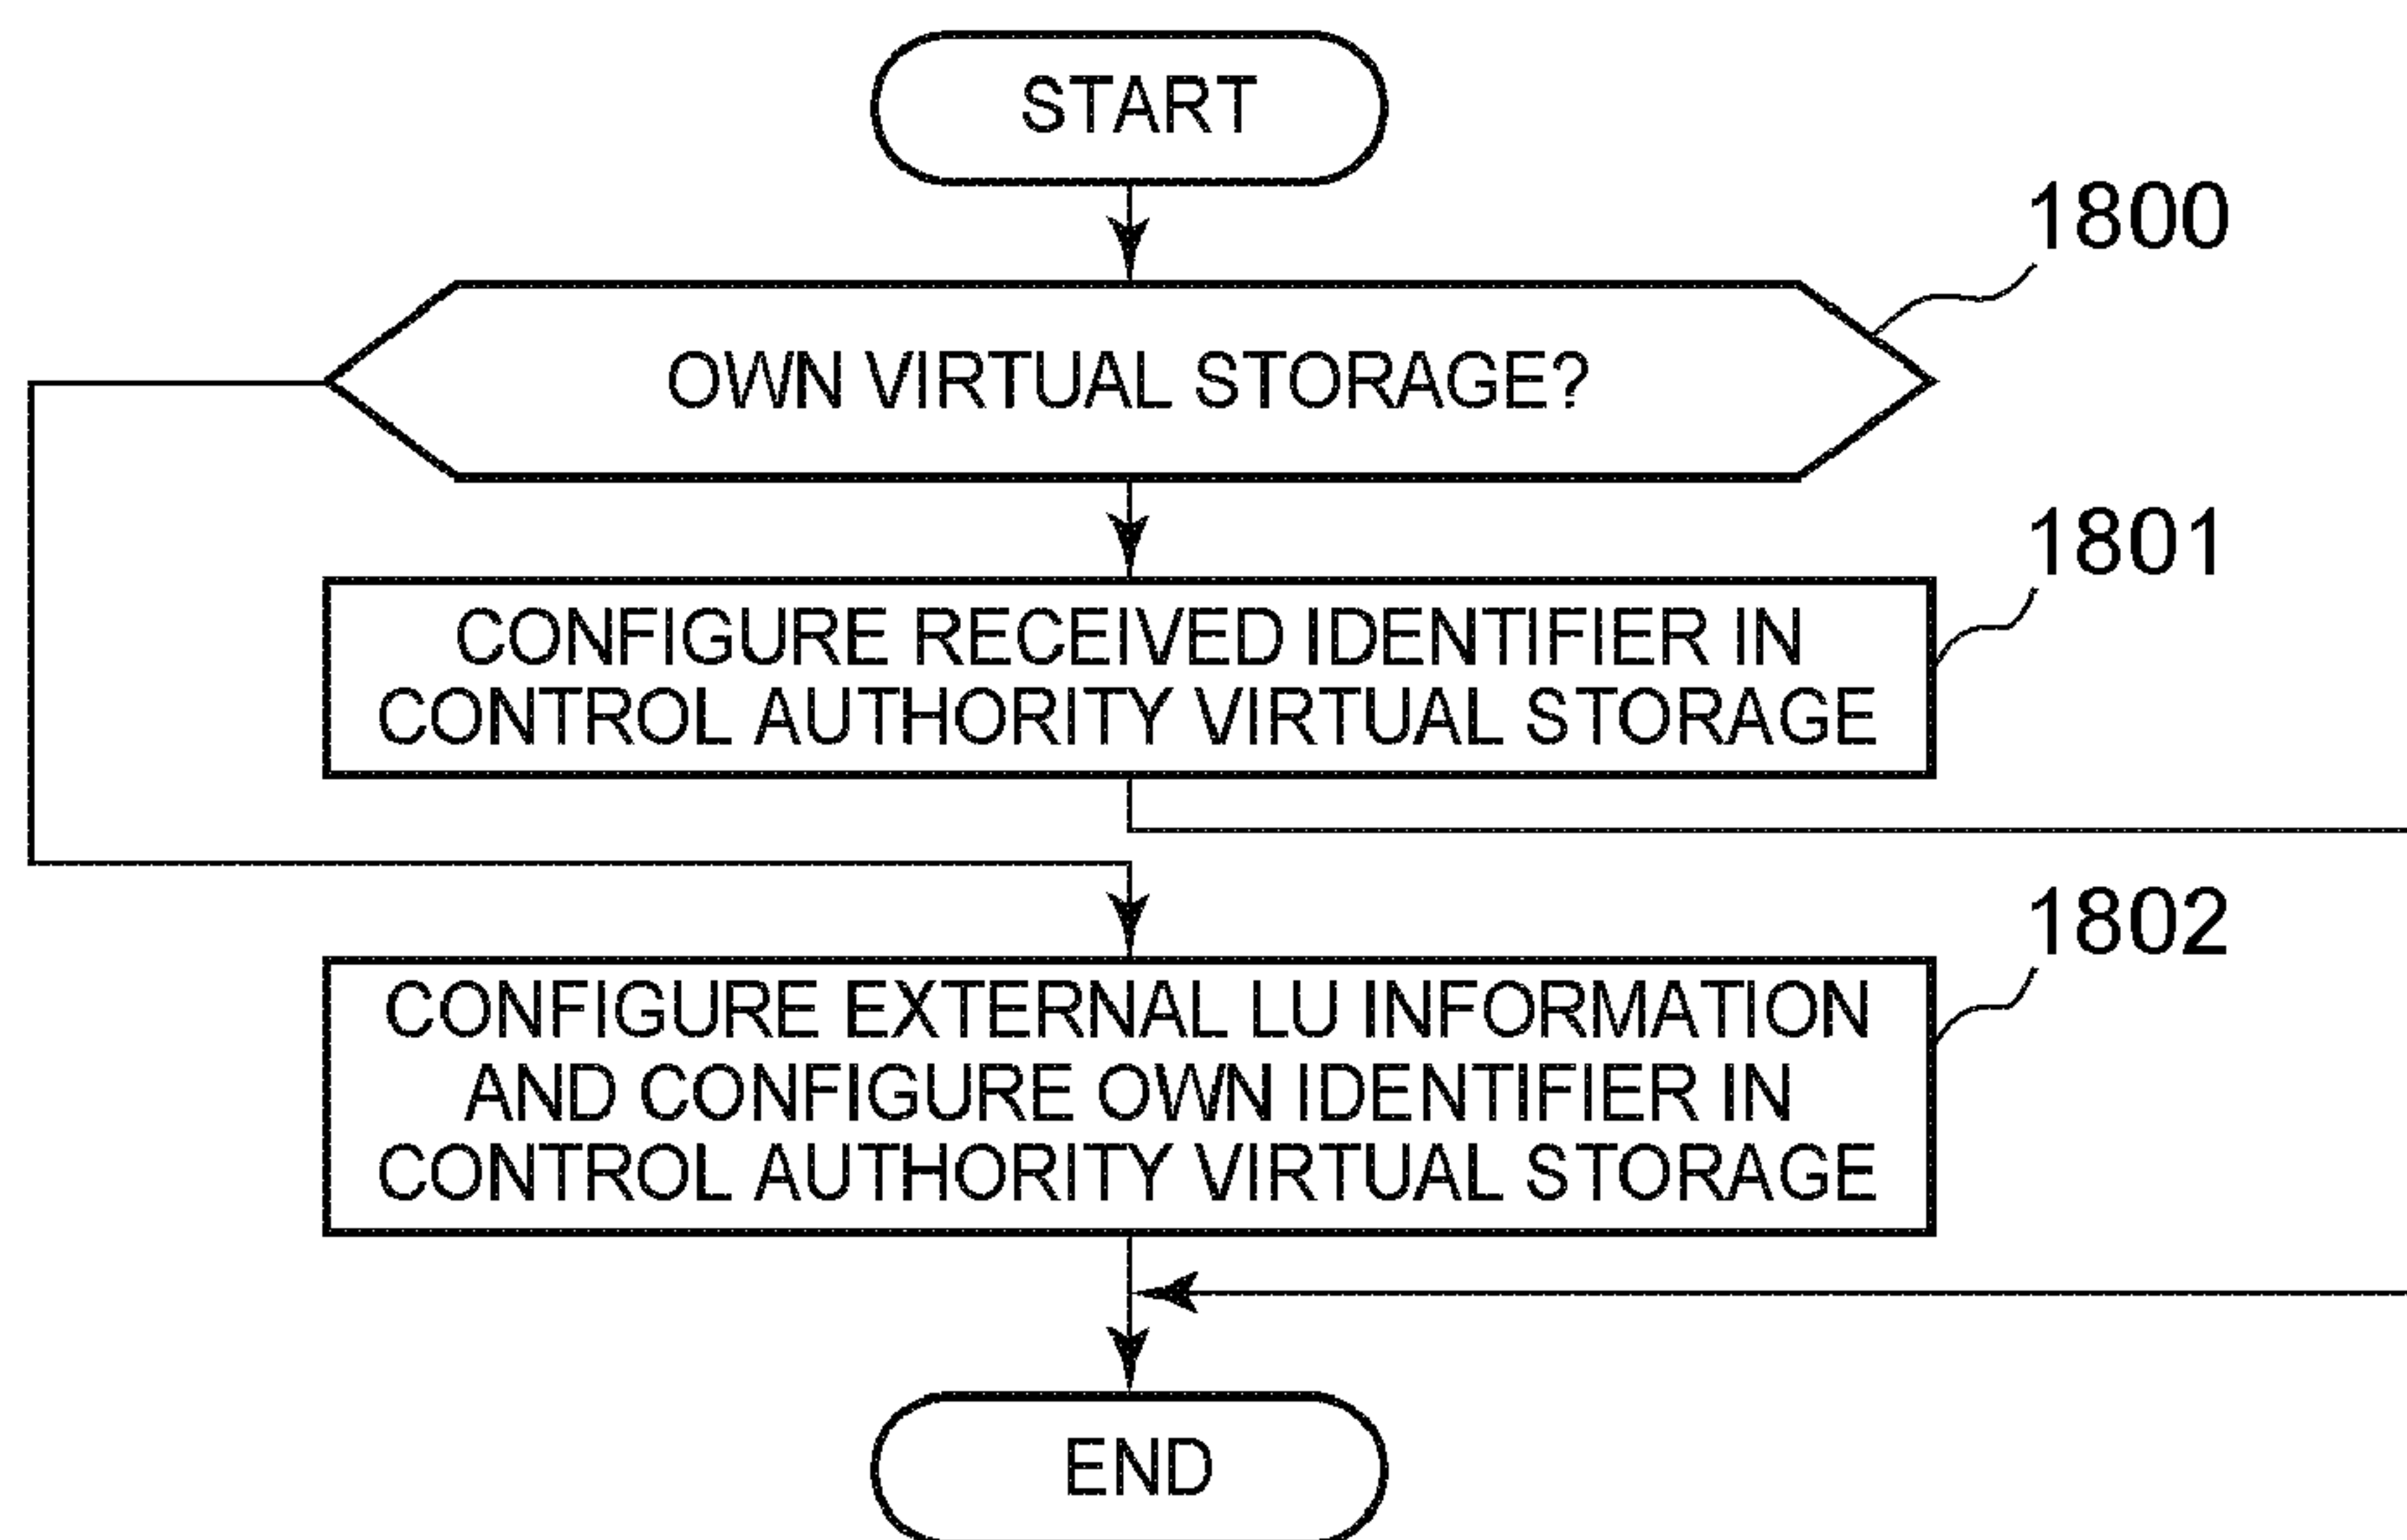 START
1800
OWN VIRTUAL STORAGE?
1801
CONFIGURE RECEIVED IDENTIFIER IN
CONTROL AUTHORITY VIRTUAL STORAGE
1802
CONFIGURE EXTERNAL LU INFORMATION
AND CONFIGURE OWN IDENTIFIER IN
CONTROL AUTHORITY VIRTUAL STORAGE
END